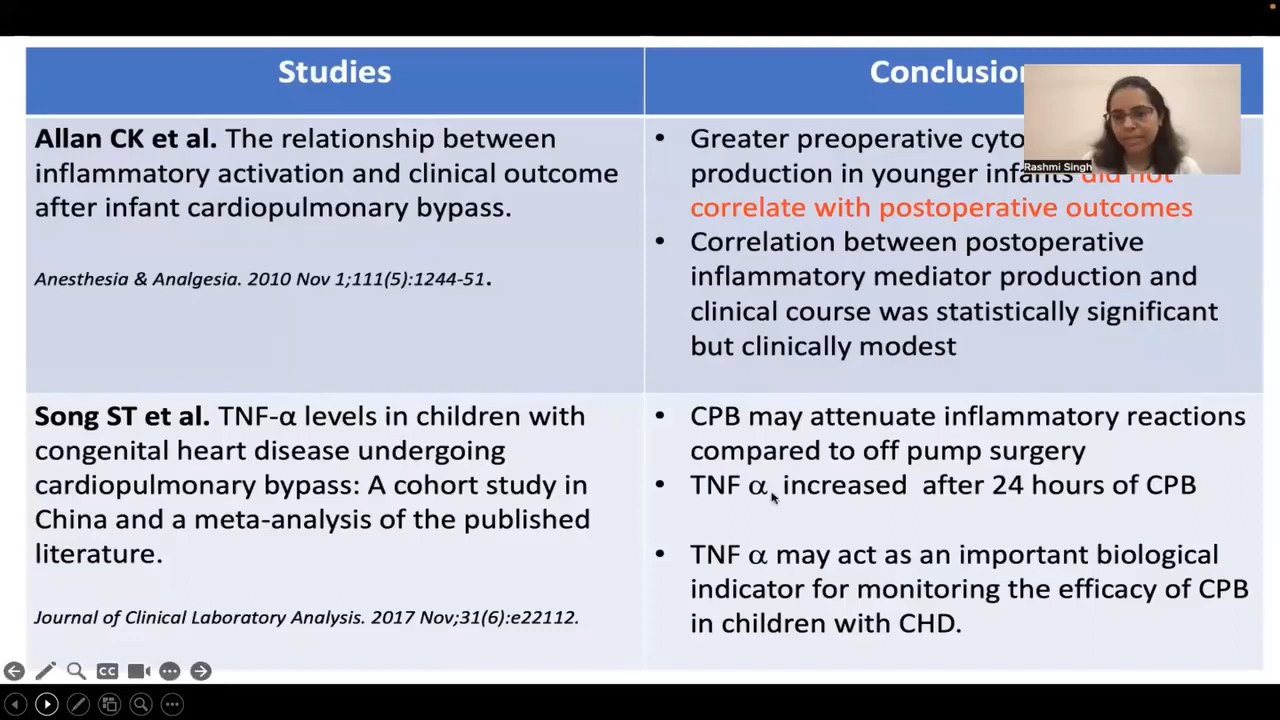 Studies
Allan CK et al. The relationship between
inflammatory activation and clinical outcome
after infant cardiopulmonary bypass.
Anesthesia & Analgesia. 2010 Nov 1;111(5):1244-51.
Song ST et al. TNF-α levels in children with
congenital heart disease undergoing
cardiopulmonary bypass: A cohort study in
China and a meta-analysis of the published
literature.
Journal of Clinical Laboratory Analysis. 2017 Nov;31(6):e22112.
Rashmi Singh
• Greater preoperative
production in younger infants did not
correlate with postoperative outcomes
• Correlation between postoperative
inflammatory mediator production and
clinical course was statistically significant
but clinically modest
• CPB may attenuate inflammatory reactions
compared to off pump surgery
• TNF α increased after 24 hours of CPB
• TNF α may act as an important biological
indicator for monitoring the efficacy of CPB
in children with CHD.
CC